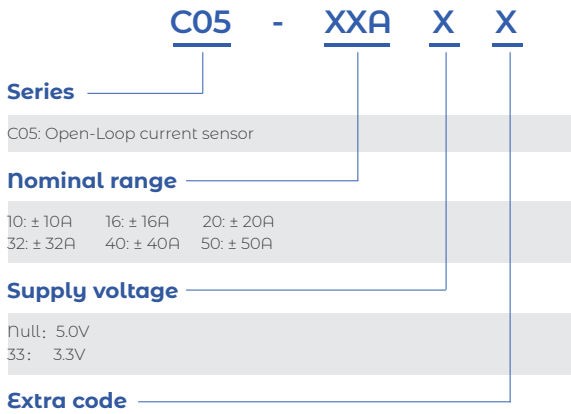 C05 - XXA X X
Series
C05: Open-Loop current sensor
Nominal range
10: ± 10A 16: ± 16A 20: ± 20A
32: ± 32A 40: ± 40A 50: ± 50A
Supply voltage
Null: 5.0V
33: 3.3V
Extra code